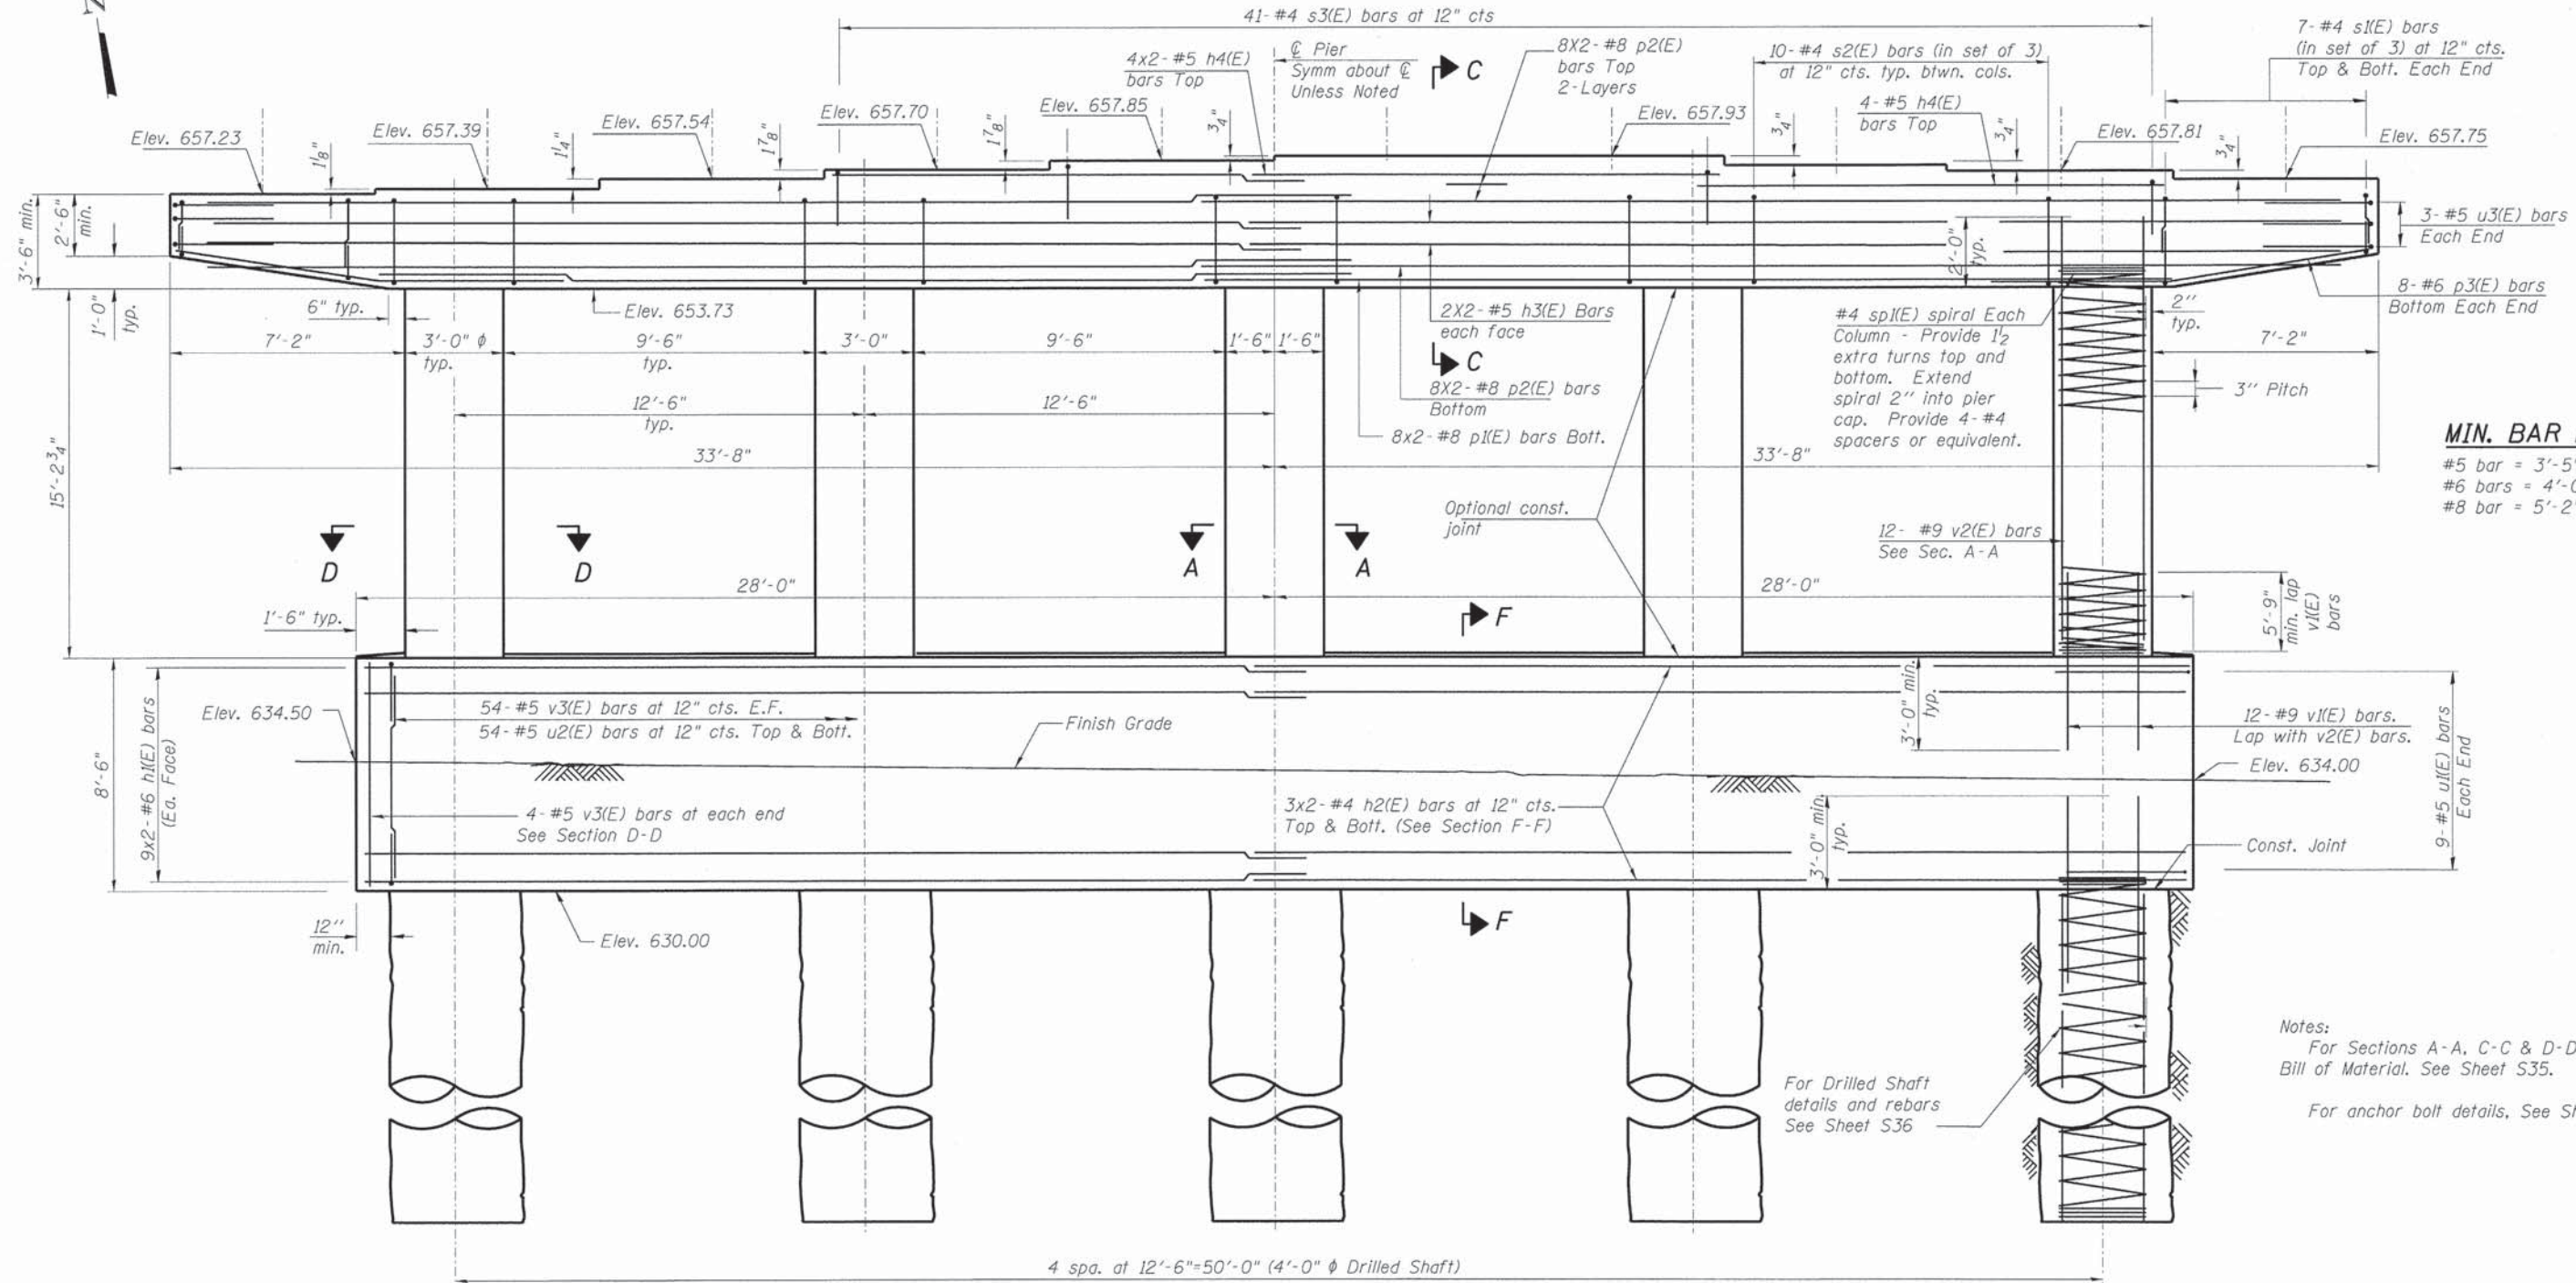 41-#4 s3(E) bars at 12" cts
7-#4 s1(E) bars
(in set of 3) at 12" cts.
Top & Bott. Each End
℄ Pier
Symm about ℄
Unless Noted
C
8X2-#8 p2(E)
bars Top
2-Layers
10-#4 s2(E) bars (in set of 3)
at 12" cts. typ. btwn. cols.
4x2-#5 h4(E)
bars Top
4-#5 h4(E)
bars Top
Elev. 657.23
Elev. 657.39
Elev. 657.54
Elev. 657.70
Elev. 657.85
Elev. 657.93
Elev. 657.81
Elev. 657.75
1⅛"
1¼"
1⅞"
1⅞"
¾"
¾"
¾"
¾"
3'-6" min.
2'-6"
min.
1'-0"
typ.
2'-0"
typ.
3-#5 u3(E) bars
Each End
8-#6 p3(E) bars
Bottom Each End
6" typ.
Elev. 653.73
2X2-#5 h3(E) Bars
each face
C
8X2-#8 p2(E) bars
Bottom
8x2-#8 p1(E) bars Bott.
#4 sp1(E) spiral Each
Column - Provide 1½
extra turns top and
bottom. Extend
spiral 2'' into pier
cap. Provide 4-#4
spacers or equivalent.
2''
typ.
7'-2"
3'-0" ϕ
typ.
9'-6"
typ.
3'-0"
9'-6"
1'-6"
1'-6"
7'-2"
3'' Pitch
12'-6"
typ.
12'-6"
33'-8"
33'-8"
15'-2¾"
MIN. BAR
#5 bar = 3'-5"
#6 bars = 4'-0
#8 bar = 5'-2"
Optional const.
joint
12- #9 v2(E) bars
See Sec. A-A
D
D
A
A
28'-0"
28'-0"
1'-6" typ.
F
5'-9"
min. lap
v1(E)
bars
8'-6"
9x2-#6 h1(E) bars
(Ea. Face)
Elev. 634.50
54-#5 v3(E) bars at 12" cts. E.F.
54-#5 u2(E) bars at 12" cts. Top & Bott.
Finish Grade
3'-0" min.
typ.
12-#9 v1(E) bars.
Lap with v2(E) bars.
Elev. 634.00
4-#5 v3(E) bars at each end
See Section D-D
3x2-#4 h2(E) bars at 12" cts.
Top & Bott. (See Section F-F)
3'-0" min.
typ.
9-#5 u1(E) bars
Each End
Const. Joint
12''
min.
Elev. 630.00
F
For Drilled Shaft
details and rebars
See Sheet S36
Notes:
For Sections A-A, C-C & D-D
Bill of Material. See Sheet S35.
For anchor bolt details, See
4 spa. at 12'-6"=50'-0" (4'-0" ϕ Drilled Shaft)